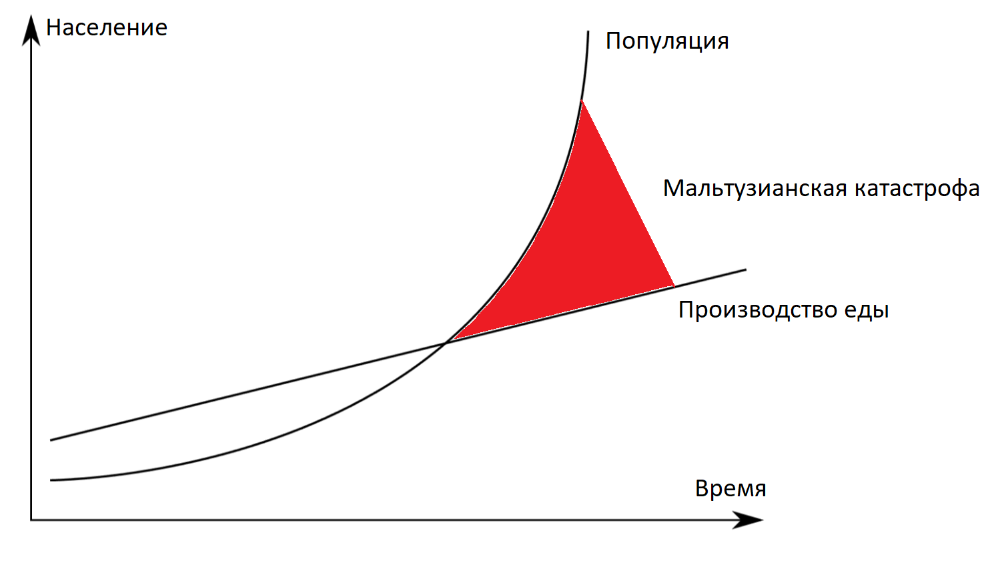 Население
Популяция
Мальтузианская катастрофа
Производство еды
Время